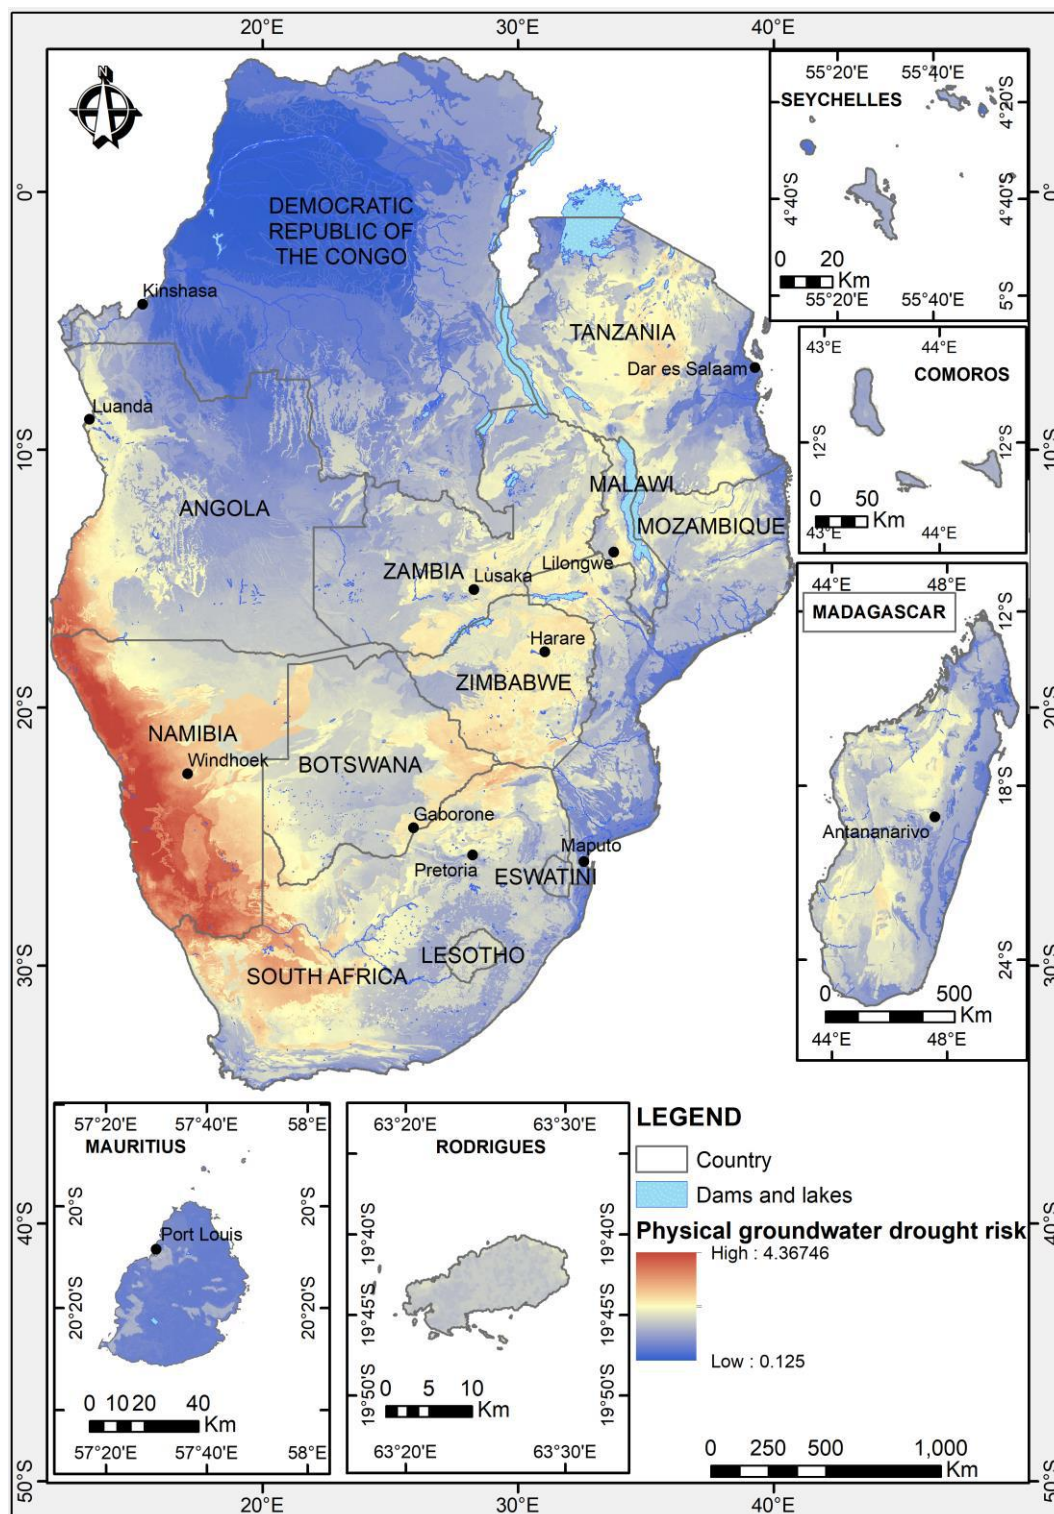 20°E 30°E 40°E
N
55°20'E 55°40'E
SEYCHELLES
4°20'S 4°20'S
4°40'S 4°40'S
5°S
0 20
Km
55°20'E 55°40'E
0° 0°
DEMOCRATIC
REPUBLIC OF
THE CONGO
Kinshasa
TANZANIA
Dar es Salaam
43°E 44°E
COMOROS
12°S 12°S
0 50
Km
43°E 44°E
Luanda
10°S 10°S
ANGOLA
MALAWI
MOZAMBIQUE
ZAMBIA
Lusaka
Lilongwe
Harare
ZIMBABWE
44°E 48°E
MADAGASCAR
12°S
18°S
Antananarivo
24°S
0 500
Km
44°E 48°E
20°S 20°S
NAMIBIA
Windhoek
BOTSWANA
Gaborone
Pretoria
Maputo
ESWATINI
LESOTHO
SOUTH AFRICA
30°S 30°S
57°20'E 57°40'E 58°E
MAURITIUS
20°S 20°S
Port Louis
20°20'S 20°20'S
0 10 20 40
Km
57°20'E 57°40'E 58°E
63°20'E 63°30'E
RODRIGUES
19°40'S 19°40'S
19°45'S 19°45'S
19°50'S 19°50'S
0 5 10
Km
63°20'E 63°30'E
LEGEND
Country
Dams and lakes
Physical groundwater drought risk
High : 4.36746
Low : 0.125
0 250 500 1,000
Km
40°S 40°S
50°S 50°S
20°E 30°E 40°E